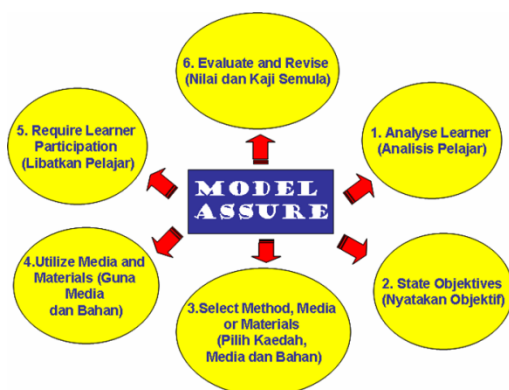 6. Evaluate and Revise
(Nilai dan Kaji Semula)
5. Require Learner
Participation
(Libatkan Pelajar)
1. Analyse Learner
(Analisis Pelajar)
MODEL
ASSURE
4.Utilize Media and
Materials (Guna
Media
dan Bahan)
2. State Objektives
(Nyatakan Objektif)
3.Select Method, Media
or Materials
(Pilih Kaedah,
Media dan Bahan)